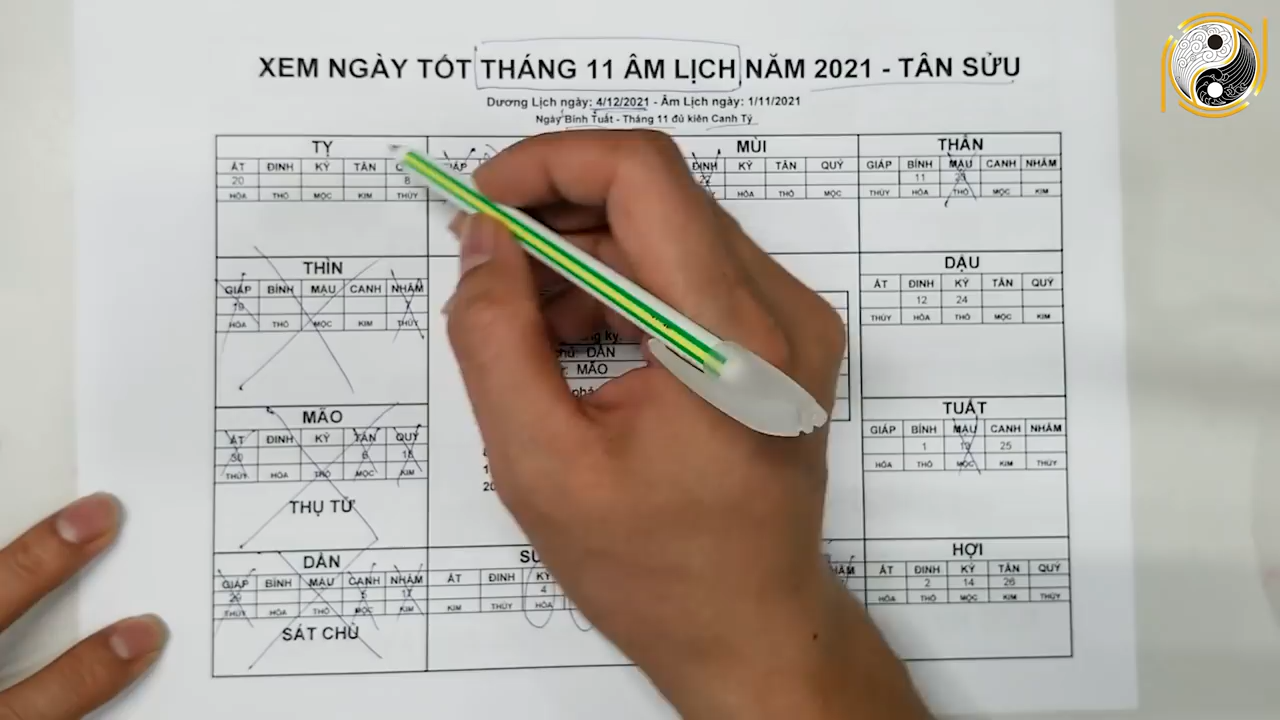 XEM NGÀY TỐT THÁNG 11 ÂM LỊCH NĂM 2021 - TÂN SỬU
Dương Lịch ngày: 4/12/2021 - Âm Lịch ngày: 1/11/2021
Ngày Bính Tuất - Tháng 11 đủ kiên Canh Tý
TỴ
ẤT ĐINH KỶ TÂN
20 8
HỎA THỔ MỘC KIM THỦY
GIÁP
MÙI
ĐINH KỶ TÂN QUÝ
22
THỔ MỘC KIM
THÂN
GIÁP BÍNH MẬU CANH NHÂM
11 23
THỦY HỎA THỔ MỘC KIM
THÌN
GIÁP BÍNH MẬU CANH NHÂM
19
HỎA THỔ MỘC KIM THỦY
DẬU
ẤT ĐINH KỶ TÂN QUÝ
12 24
THỦY HỎA THỔ MỘC KIM
DẦN
MÃO
MÃO
ẤT ĐINH KỶ TÂN QUÝ
30 6 18
THỦY HỎA THỔ MỘC KIM
THỤ TỬ
TUẤT
GIÁP BÍNH MẬU CANH NHÂM
1 13 25
HỎA THỔ MỘC KIM THỦY
20
DẦN
GIÁP BÍNH MẬU CANH NHÂM
29 5 17
THỦY HỎA THỔ MỘC KIM
SÁT CHỦ
ẤT ĐINH KỶ
4
KIM THỦY HỎA
HỢI
ẤT ĐINH KỶ TÂN QUÝ
2 14 26
HỎA THỔ MỘC KIM THỦY